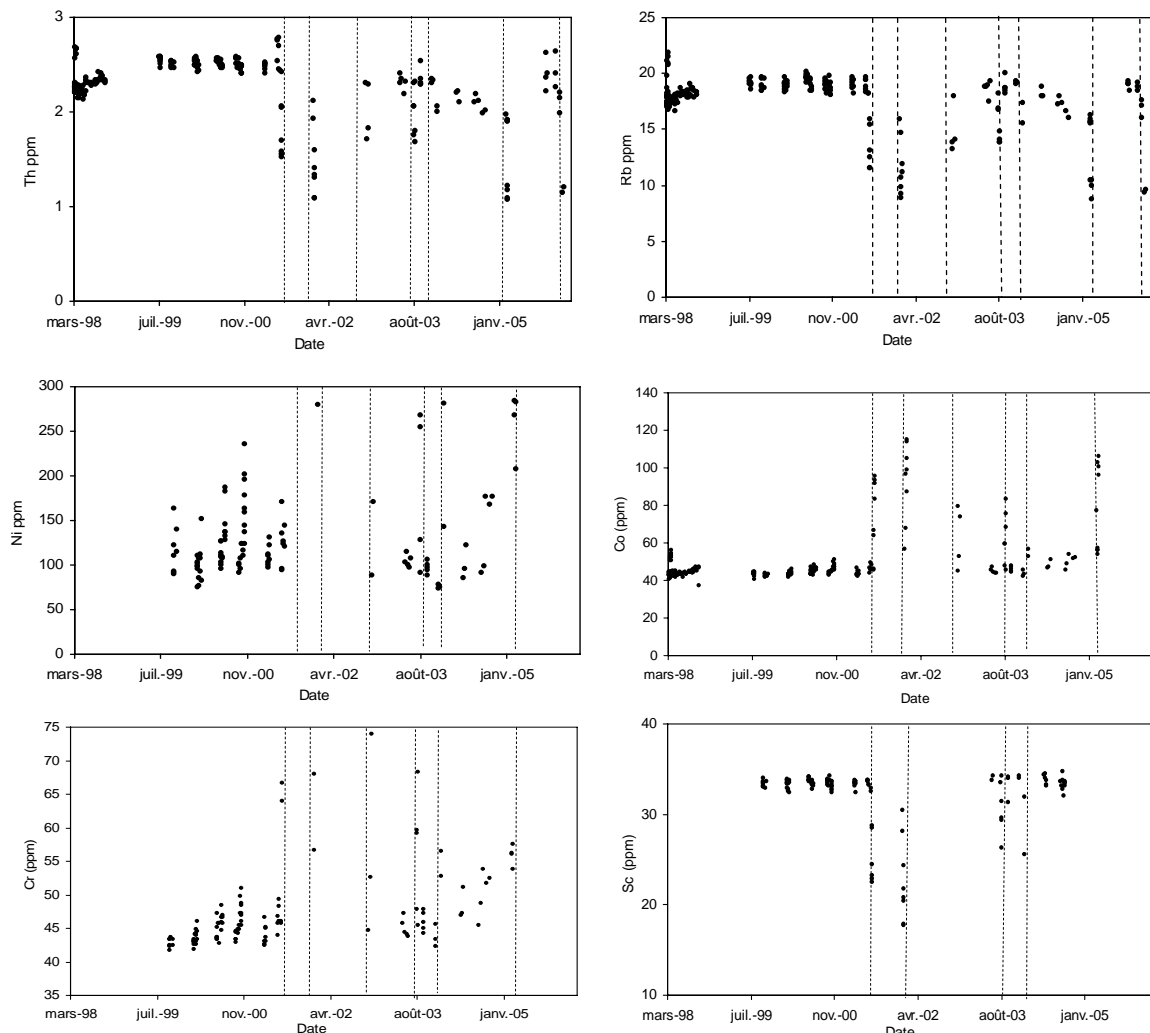 3
2
1
0
Th ppm
mars-98 juil.-99 nov.-00 avr.-02 août-03 janv.-05
Date
25
20
15
10
5
0
Rb ppm
mars-98 juil.-99 nov.-00 avr.-02 août-03 janv.-05
Date
300
250
200
150
100
50
0
Ni ppm
mars-98 juil.-99 nov.-00 avr.-02 août-03 janv.-05
Date
140
120
100
80
60
40
20
0
Co (ppm)
mars-98 juil.-99 nov.-00 avr.-02 août-03 janv.-05
Date
75
70
65
60
55
50
45
40
35
Cr (ppm)
mars-98 juil.-99 nov.-00 avr.-02 août-03 janv.-05
Date
40
30
20
10
Sc (ppm)
mars-98 juil.-99 nov.-00 avr.-02 août-03 janv.-05
Date